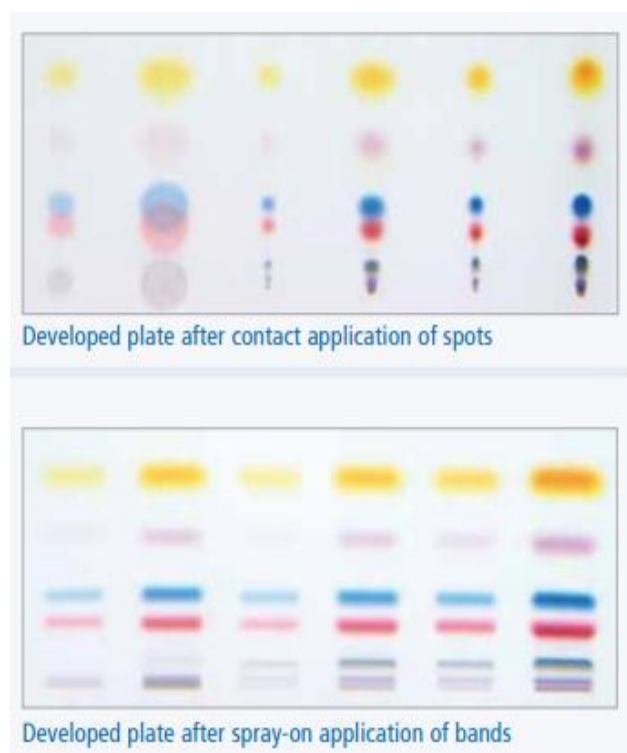 Developed plate after contact application of spots
Developed plate after spray-on application of bands